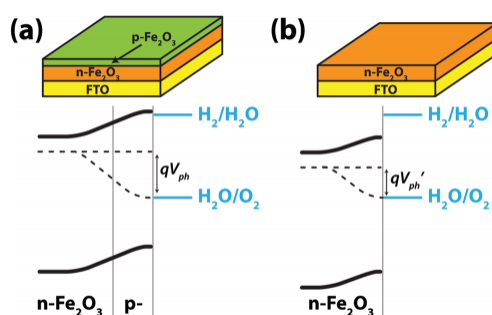 (a)
p-Fe₂O₃
n-Fe₂O₃
FTO
H₂/H₂O
qVₚₕ
H₂O/O₂
n-Fe₂O₃ p-
(b)
n-Fe₂O₃
FTO
H₂/H₂O
qVₚₕ′
H₂O/O₂
n-Fe₂O₃